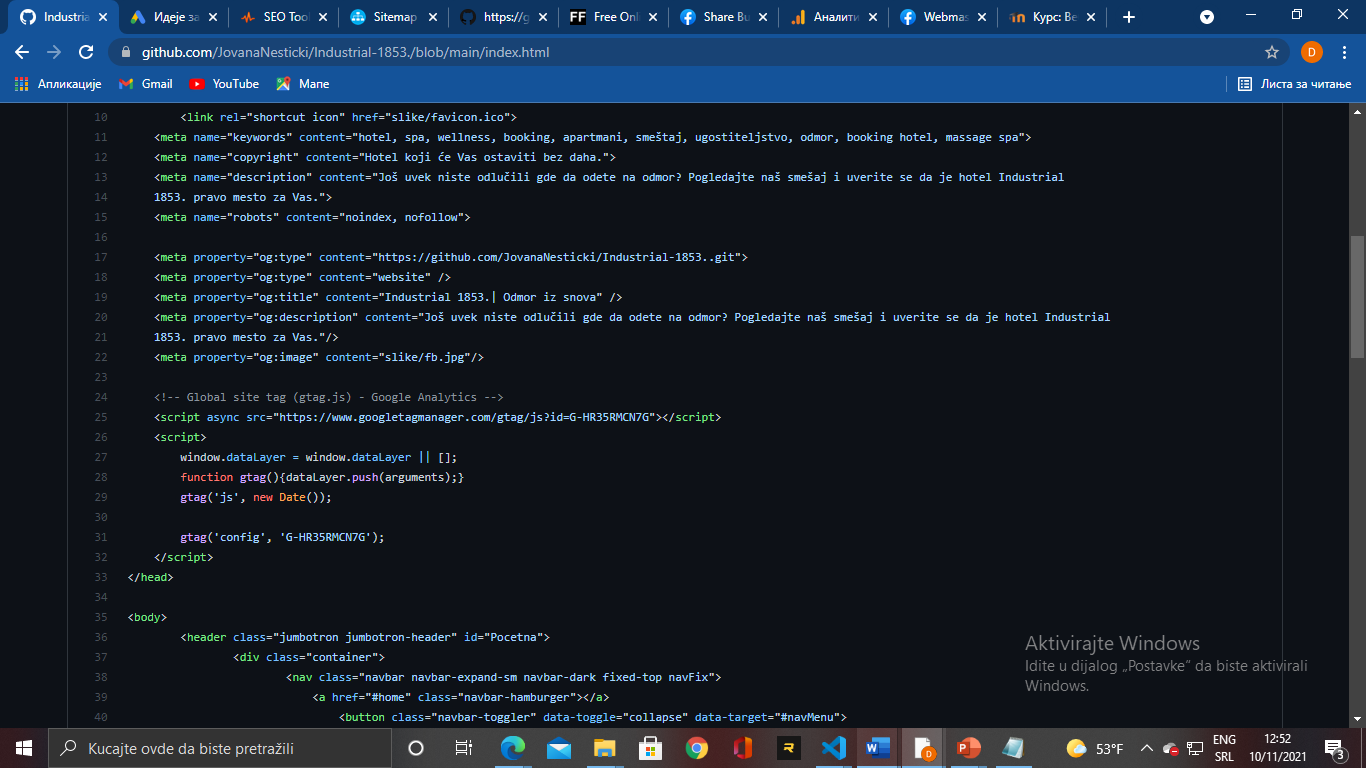 Industria
Идеје за
SEO Tool
Sitemap
https://g
Free Onl
Share Bu
Аналити
Webmas
Курс: Ве
github.com/JovanaNesticki/Industrial-1853./blob/main/index.html
D
Апликације
Gmail
YouTube
Мапе
Листа за читање
10 <link rel="shortcut icon" href="slike/favicon.ico">
11 <meta name="keywords" content="hotel, spa, wellness, booking, apartmani, smeštaj, ugostiteljstvo, odmor, booking hotel, massage spa">
12 <meta name="copyright" content="Hotel koji će Vas ostaviti bez daha.">
13 <meta name="description" content="Još uvek niste odlučili gde da odete na odmor? Pogledajte naš smešaj i uverite se da je hotel Industrial
14 1853. pravo mesto za Vas.">
15 <meta name="robots" content="noindex, nofollow">
16
17 <meta property="og:type" content="https://github.com/JovanaNesticki/Industrial-1853..git">
18 <meta property="og:type" content="website" />
19 <meta property="og:title" content="Industrial 1853.| Odmor iz snova" />
20 <meta property="og:description" content="Još uvek niste odlučili gde da odete na odmor? Pogledajte naš smešaj i uverite se da je hotel Industrial
21 1853. pravo mesto za Vas."/>
22 <meta property="og:image" content="slike/fb.jpg"/>
23
24 <!-- Global site tag (gtag.js) - Google Analytics -->
25 <script async src="https://www.googletagmanager.com/gtag/js?id=G-HR35RMCN7G"></script>
26 <script>
27 window.dataLayer = window.dataLayer || [];
28 function gtag(){dataLayer.push(arguments);}
29 gtag('js', new Date());
30
31 gtag('config', 'G-HR35RMCN7G');
32 </script>
33 </head>
34
35 <body>
36 <header class="jumbotron jumbotron-header" id="Pocetna">
37 <div class="container">
38 <nav class="navbar navbar-expand-sm navbar-dark fixed-top navFix">
39 <a href="#home" class="navbar-hamburger"></a>
40 <button class="navbar-toggler" data-toggle="collapse" data-target="#navMenu">
Aktivirajte Windows
Idite u dijalog „Postavke“ da biste aktivirali
Windows.
Kucajte ovde da biste pretražili
53°F
ENG
SRL
12:52
10/11/2021
3